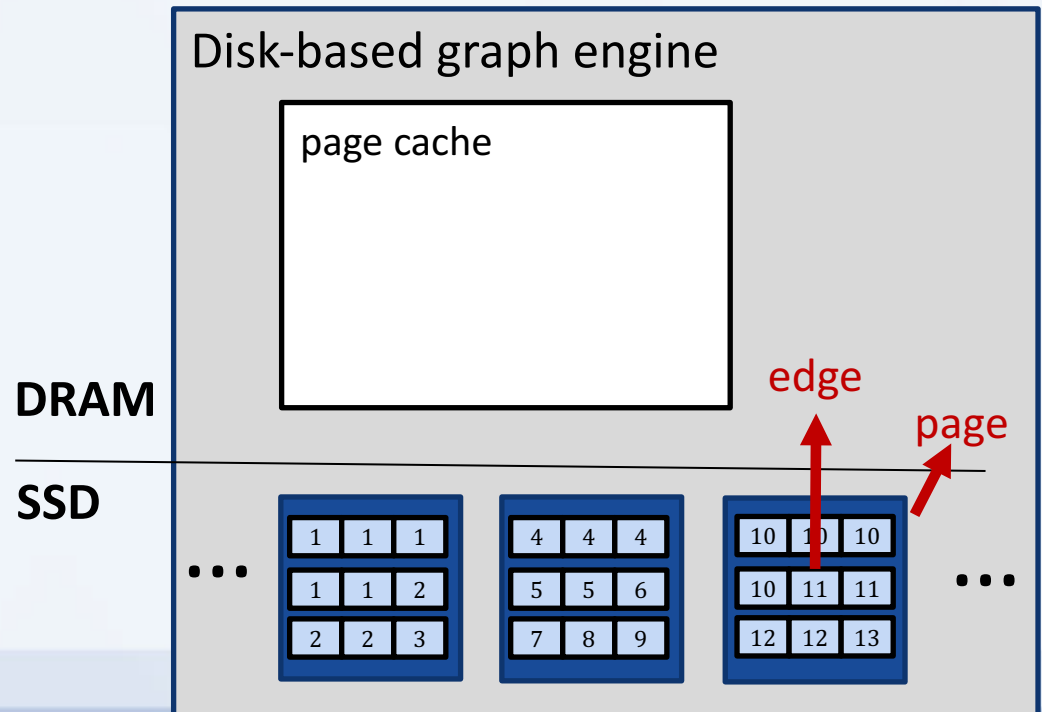 Disk-based graph engine
page cache
edge
page
DRAM
SSD
...
1 1 1
1 1 2
2 2 3
4 4 4
5 5 6
7 8 9
10 10 10
10 11 11
12 12 13
...